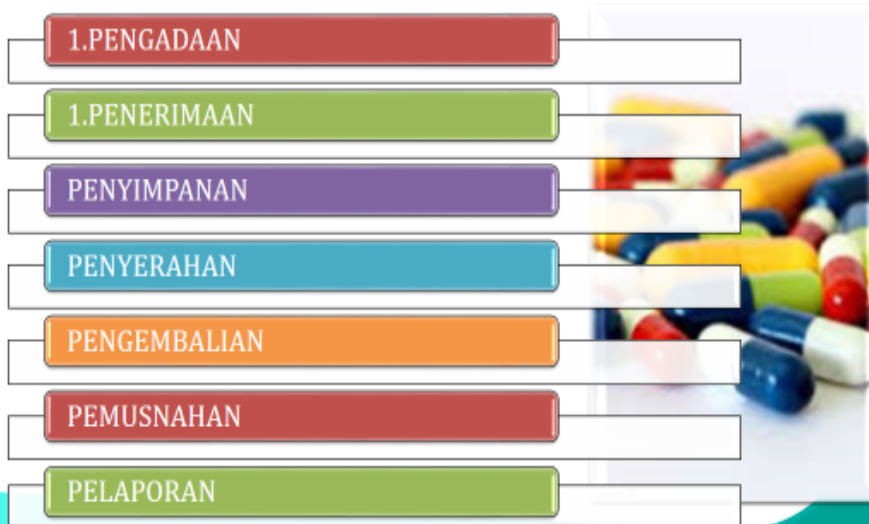 1.PENGADAAN
1.PENERIMAAN
PENYIMPANAN
PENYERAHAN
PENGEMBALIAN
PEMUSNAHAN
PELAPORAN